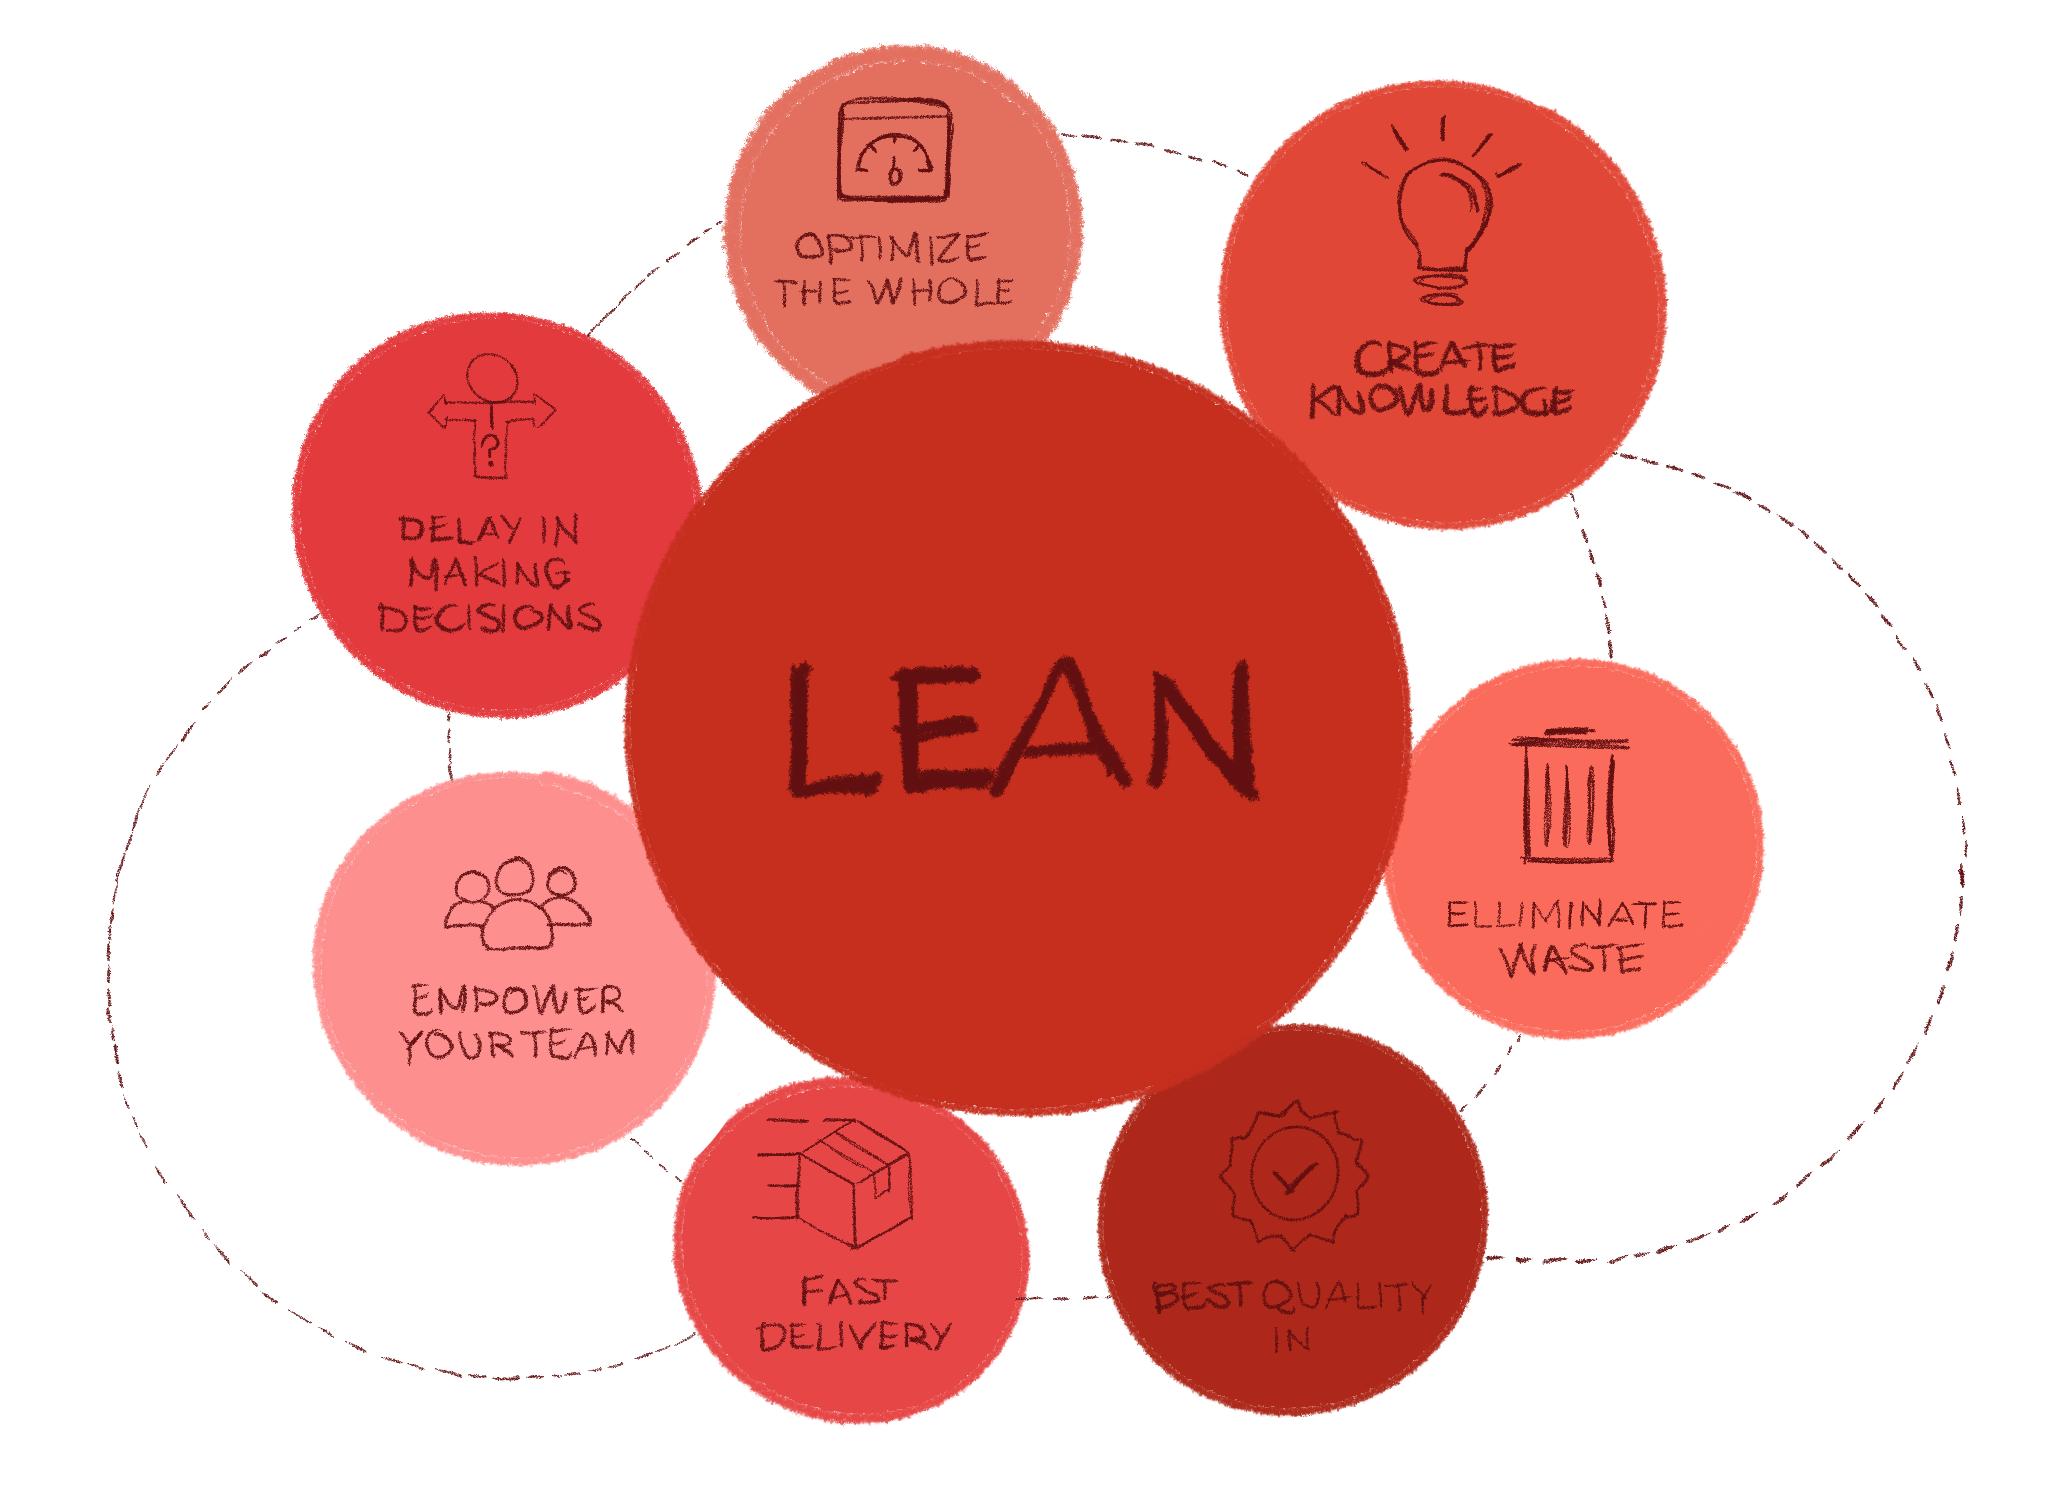 OPTIMIZE
THE WHOLE
CREATE
KNOWLEDGE
?
DELAY IN
MAKING
DECISIONS
LEAN
ELLIMINATE
WASTE
EMPOWER
YOUR TEAM
FAST
DELIVERY
BEST QUALITY
IN